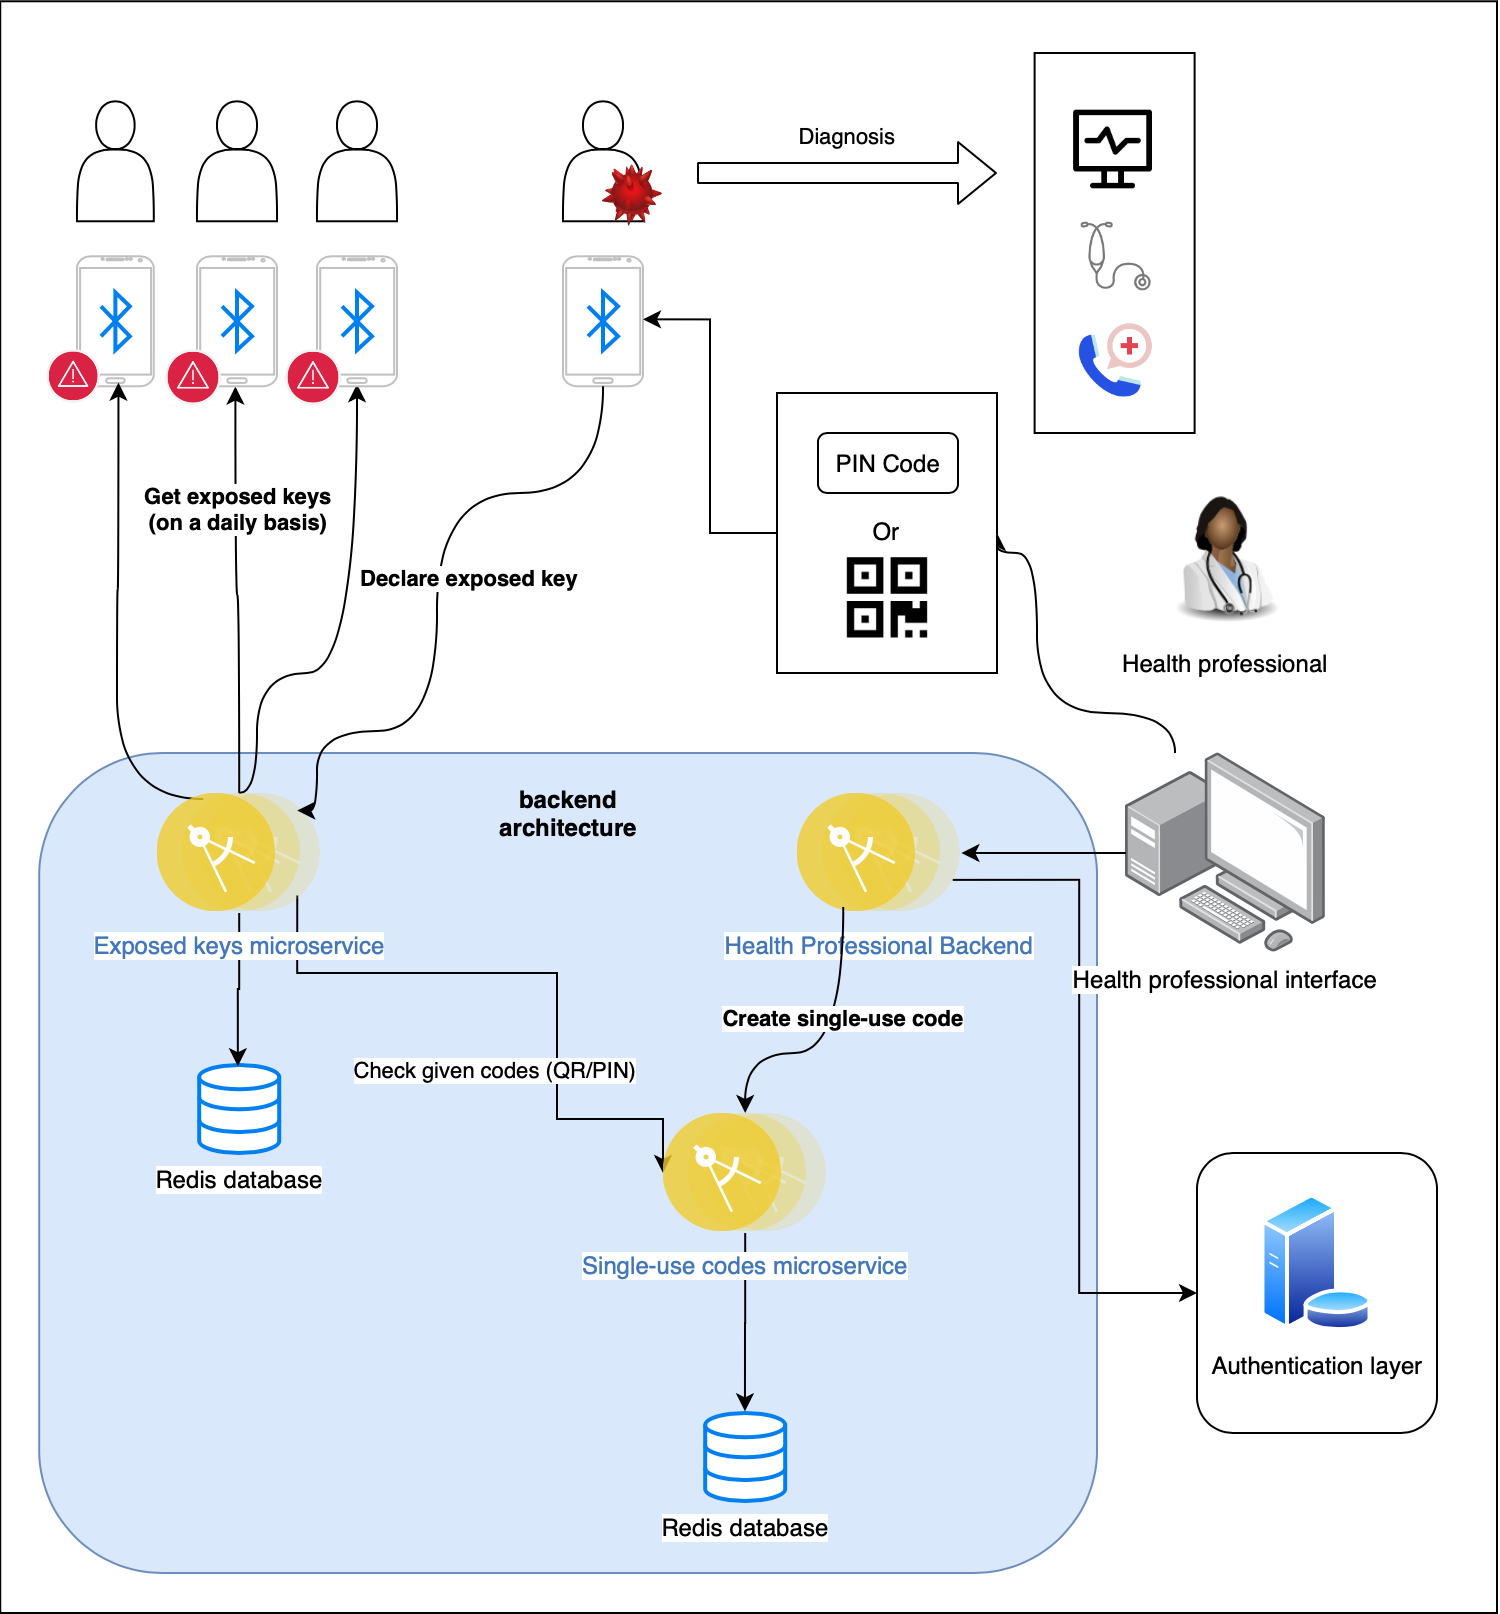 Diagnosis
PIN Code
Or
Get exposed keys
(on a daily basis)
Declare exposed key
Health professional
backend
architecture
Exposed keys microservice
Health Professional Backend
Health professional interface
Create single-use code
Check given codes (QR/PIN)
Redis database
Single-use codes microservice
Authentication layer
Redis database